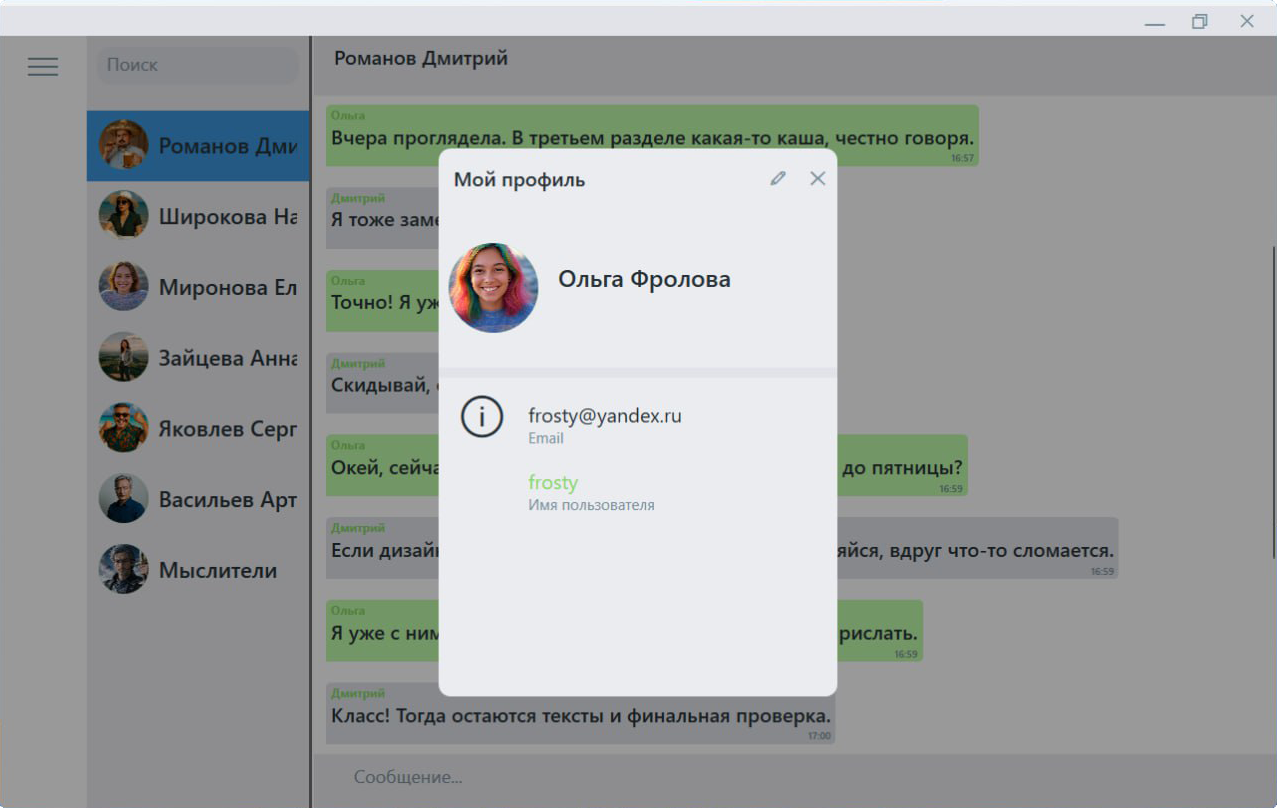 Поиск
Романов Дми
Широкова На
Миронова Ел
Зайцева Анна
Яковлев Серг
Васильев Арт
Мыслители
Романов Дмитрий
Ольга
Вчера проглядела. В третьем разделе какая-то каша, честно говоря.
16:57
Дмитрий
Я тоже заме
Ольга
Точно! Я уж
Дмитрий
Скидывай,
Ольга
Окей, сейча до пятницы?
16:59
Дмитрий
Если дизайн яйся, вдруг что-то сломается.
16:59
Ольга
Я уже с ним рислать.
16:59
Дмитрий
Класс! Тогда остаются тексты и финальная проверка.
17:00
Сообщение...
Мой профиль
Ольга Фролова
frosty@yandex.ru
Email
frosty
Имя пользователя